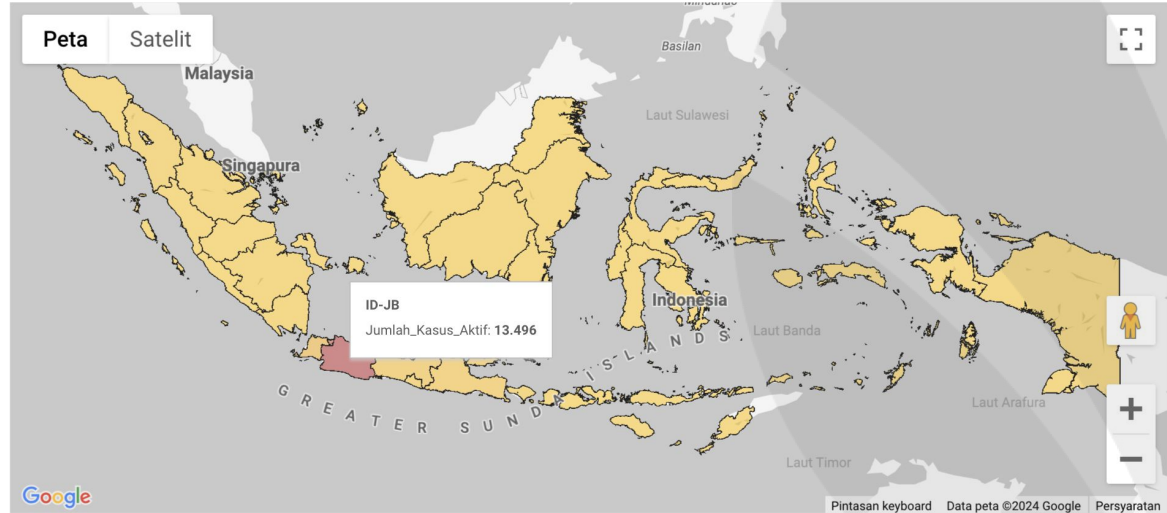 Mindanao
Peta Satelit
Basilan
Malaysia
Laut Sulawesi
Singapura
ID-JB
Jumlah_Kasus_Aktif: 13.496
Indonesia
Laut Banda
GREATER SUNDA ISLANDS
Laut Arafura
Laut Timor
Google
Pintasan keyboard Data peta ©2024 Google Persyaratan